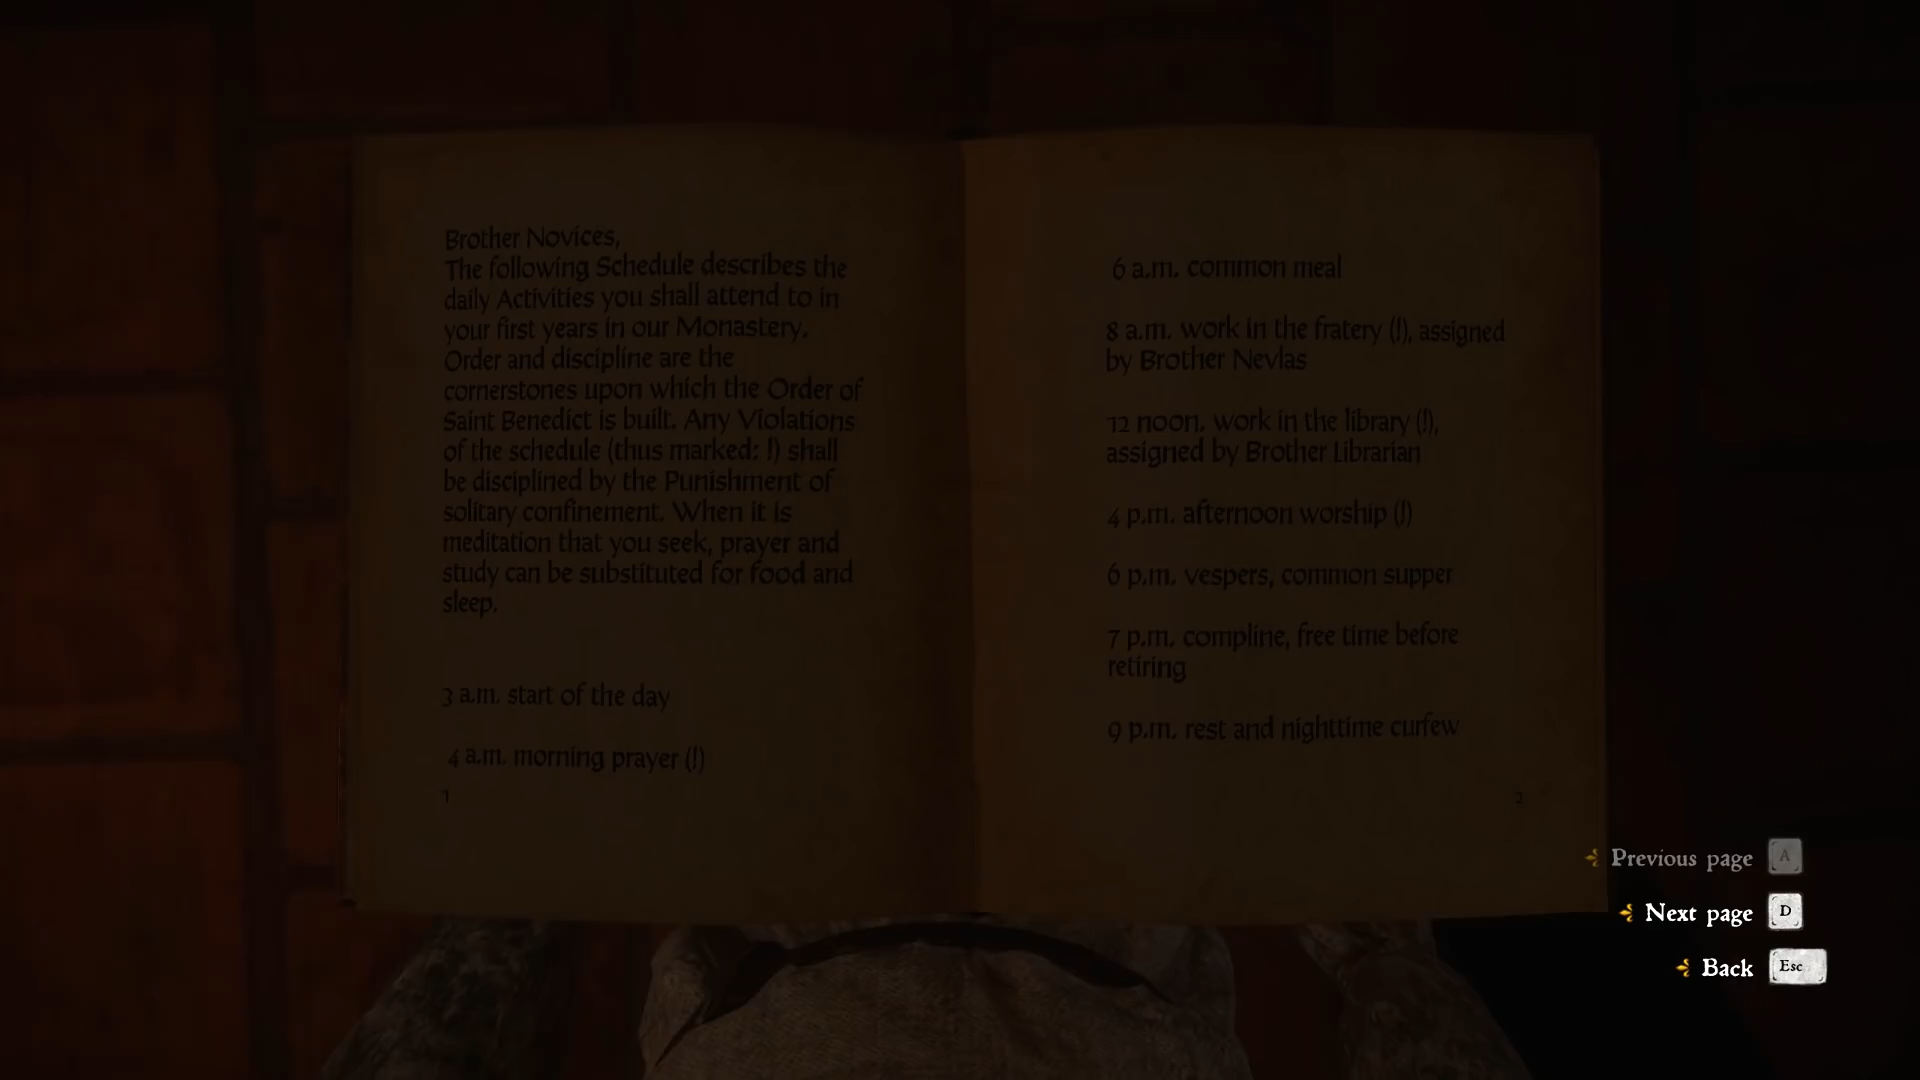 Brother Novices,
The following Schedule describes the
daily Activities you shall attend to in
your first years in our Monastery.
Order and discipline are the
cornerstones upon which the Order of
Saint Benedict is built. Any Violations
of the schedule (thus marked: !) shall
be disciplined by the Punishment of
solitary confinement. When it is
meditation that you seek, prayer and
study can be substituted for food and
sleep.
3 a.m. start of the day
4 a.m. morning prayer (!)
1
6 a.m. common meal
8 a.m. work in the fratery (!), assigned
by Brother Nevlas
12 noon. work in the library (!),
assigned by Brother Librarian
4 p.m. afternoon worship (!)
6 p.m. vespers, common supper
7 p.m. compline, free time before
retiring
9 p.m. rest and nighttime curfew
2
Previous page A
Next page D
Back Esc